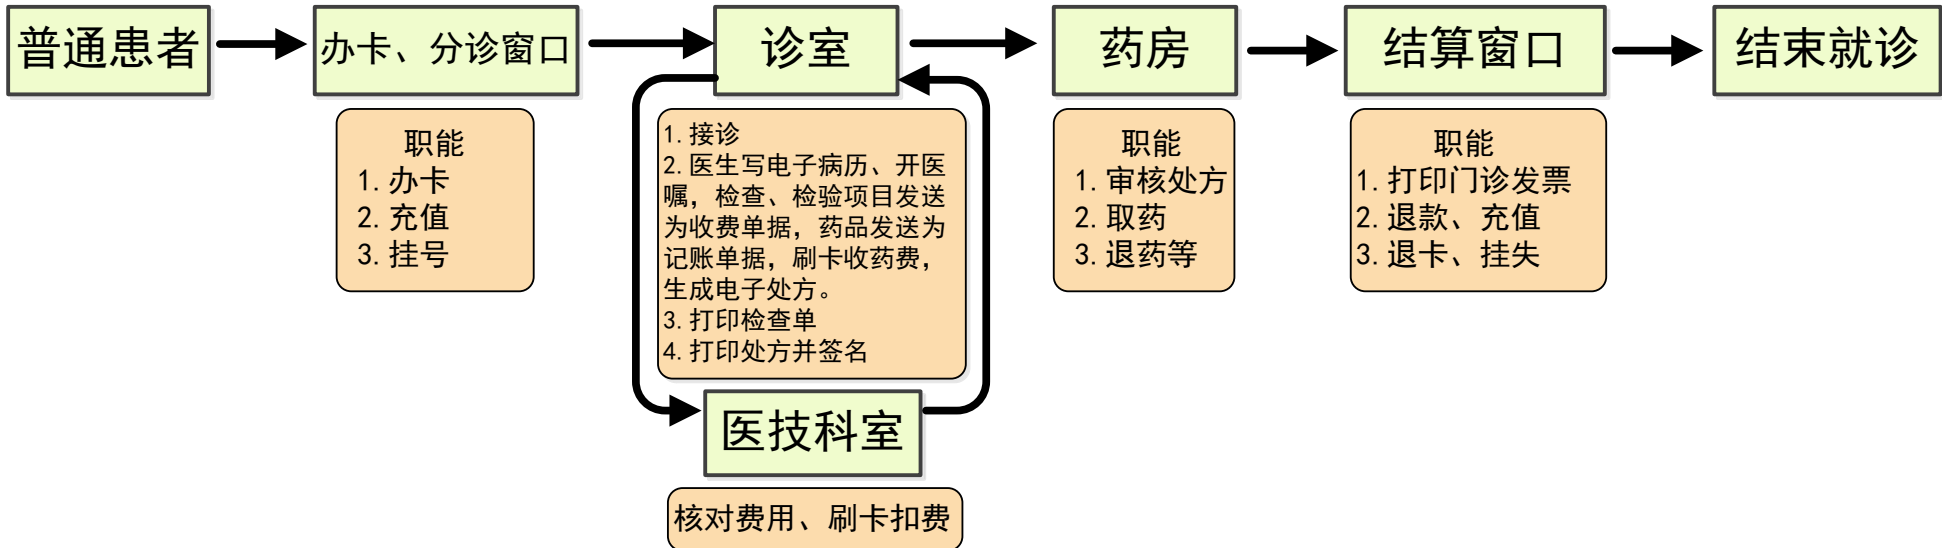 普通患者
办卡、分诊窗口
诊室
药房
结算窗口
结束就诊
职能
1.办卡
2.充值
3.挂号
1.接诊
2.医生写电子病历、开医
嘱，检查、检验项目发送
为收费单据，药品发送为
记账单据，刷卡收药费，
生成电子处方。
3.打印检查单
4.打印处方并签名
职能
1.审核处方
2.取药
3.退药等
职能
1.打印门诊发票
2.退款、充值
3.退卡、挂失
医技科室
核对费用、刷卡扣费